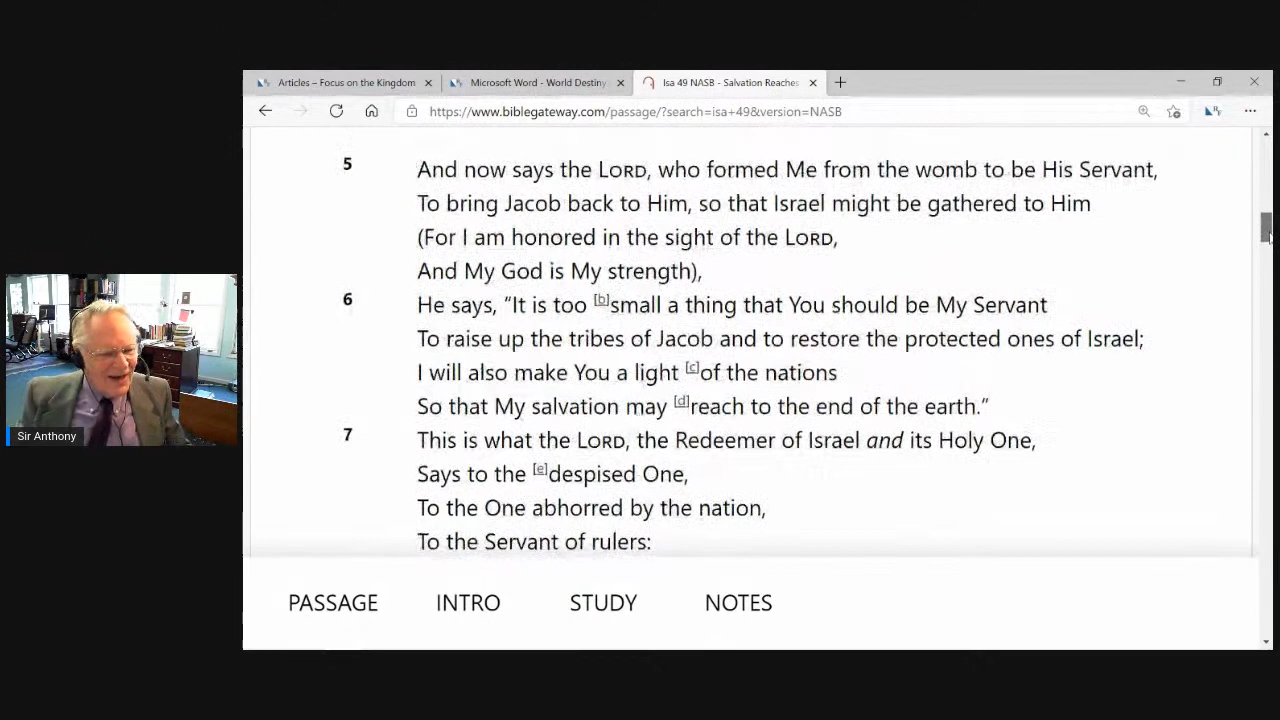 Articles – Focus on the Kingdom
Microsoft Word - World Destiny
Isa 49 NASB - Salvation Reaches
https://www.biblegateway.com/passage/?search=isa+49&version=NASB
5 And now says the LORD, who formed Me from the womb to be His Servant,
To bring Jacob back to Him, so that Israel might be gathered to Him
(For I am honored in the sight of the LORD,
And My God is My strength),
6 He says, “It is too [b]small a thing that You should be My Servant
To raise up the tribes of Jacob and to restore the protected ones of Israel;
I will also make You a light [c]of the nations
So that My salvation may [d]reach to the end of the earth.”
7 This is what the LORD, the Redeemer of Israel and its Holy One,
Says to the [e]despised One,
To the One abhorred by the nation,
To the Servant of rulers:
PASSAGE INTRO STUDY NOTES
Sir Anthony